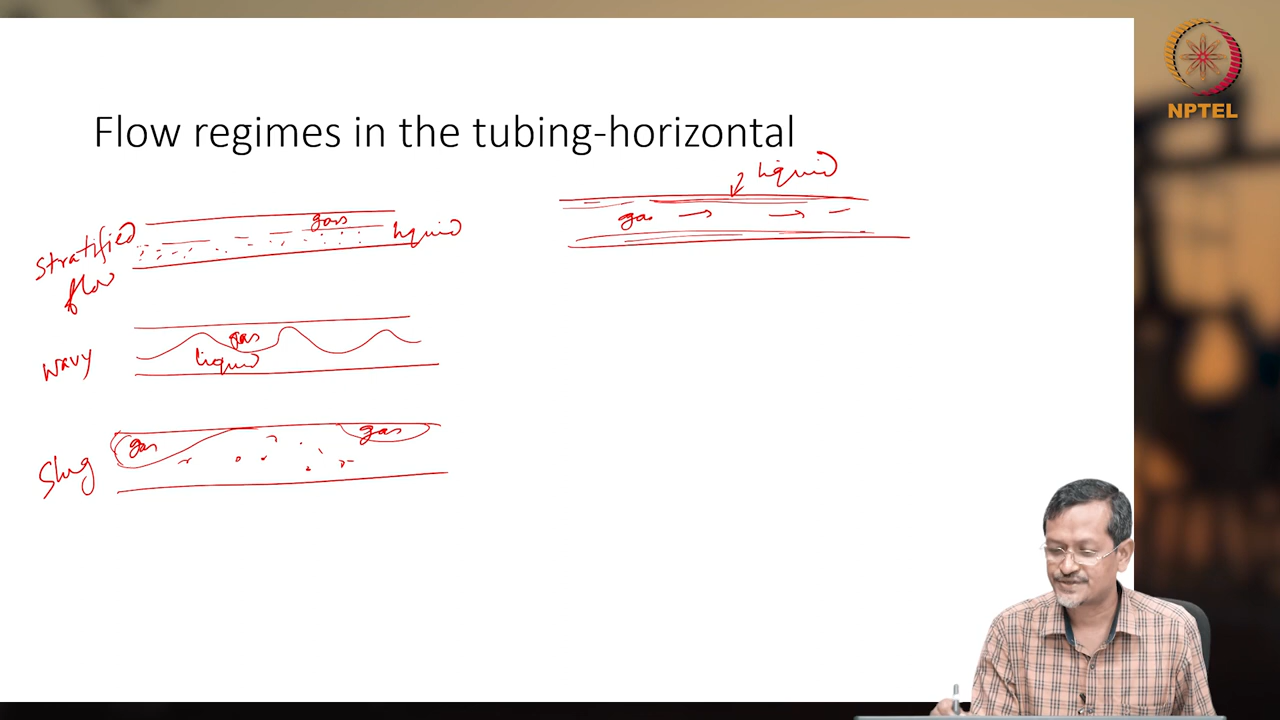 NPTEL
Flow regimes in the tubing-horizontal
stratified
flow
gas
liquid
wavy
gas
liquid
Slug
gas
gas
liquid
gas